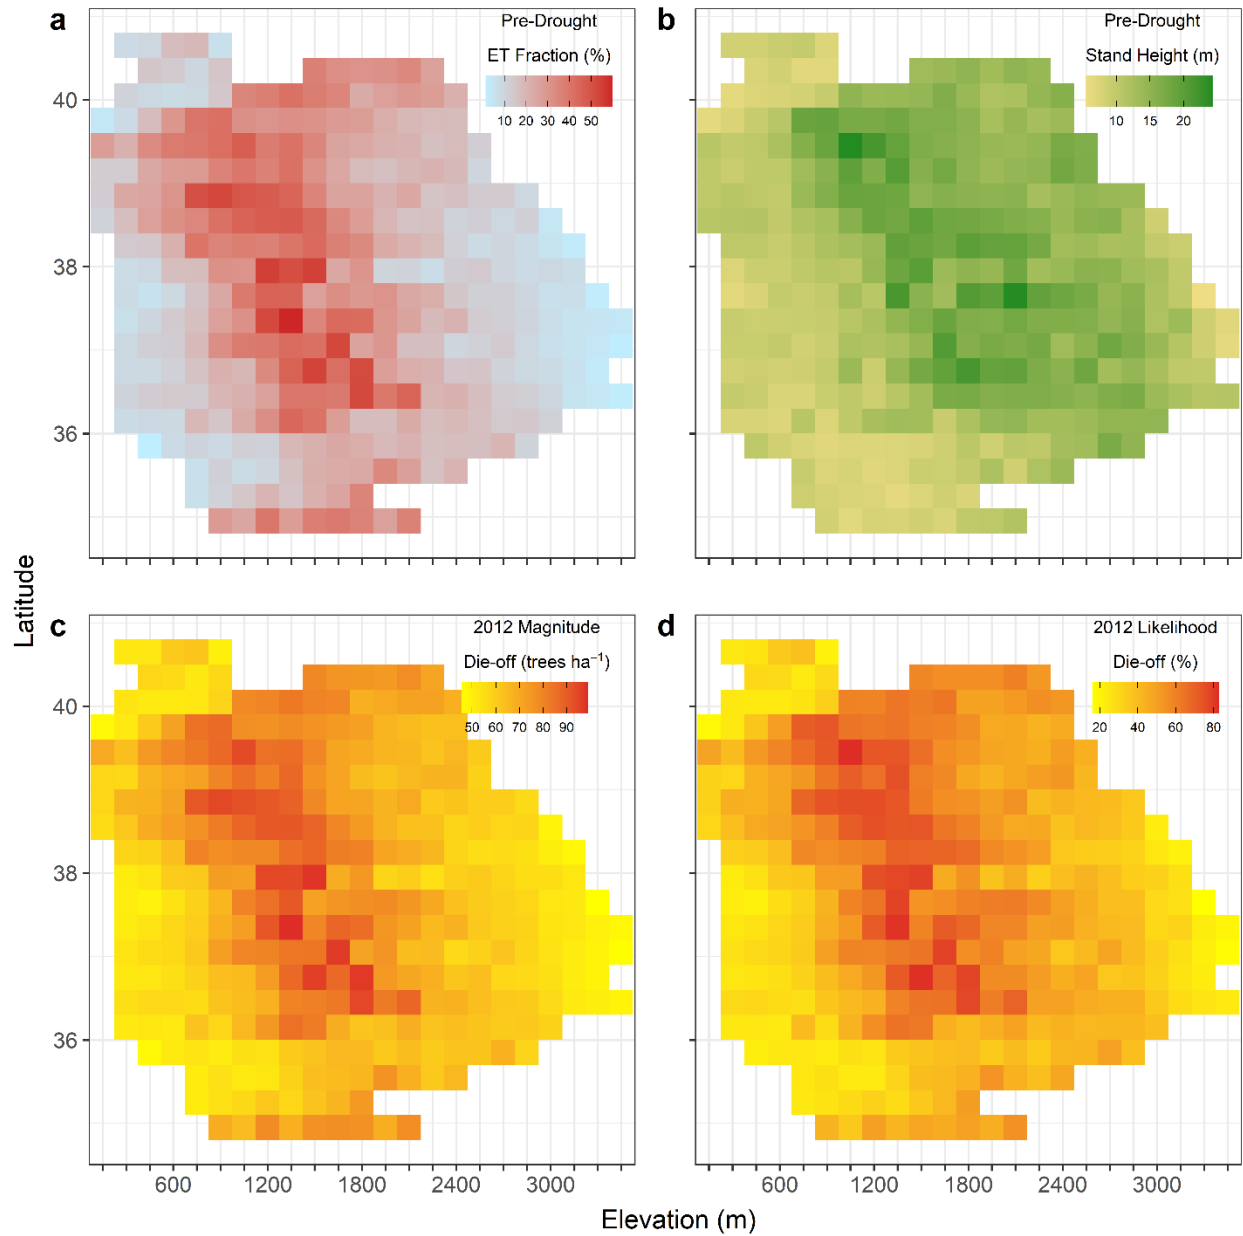 a
Pre-Drought
ET Fraction (%)
10 20 30 40 50
b
Pre-Drought
Stand Height (m)
10 15 20
40
38
36
c
2012 Magnitude
Die-off (trees ha⁻¹)
50 60 70 80 90
d
2012 Likelihood
Die-off (%)
20 40 60 80
40
38
36
Latitude
600 1200 1800 2400 3000
600 1200 1800 2400 3000
Elevation (m)